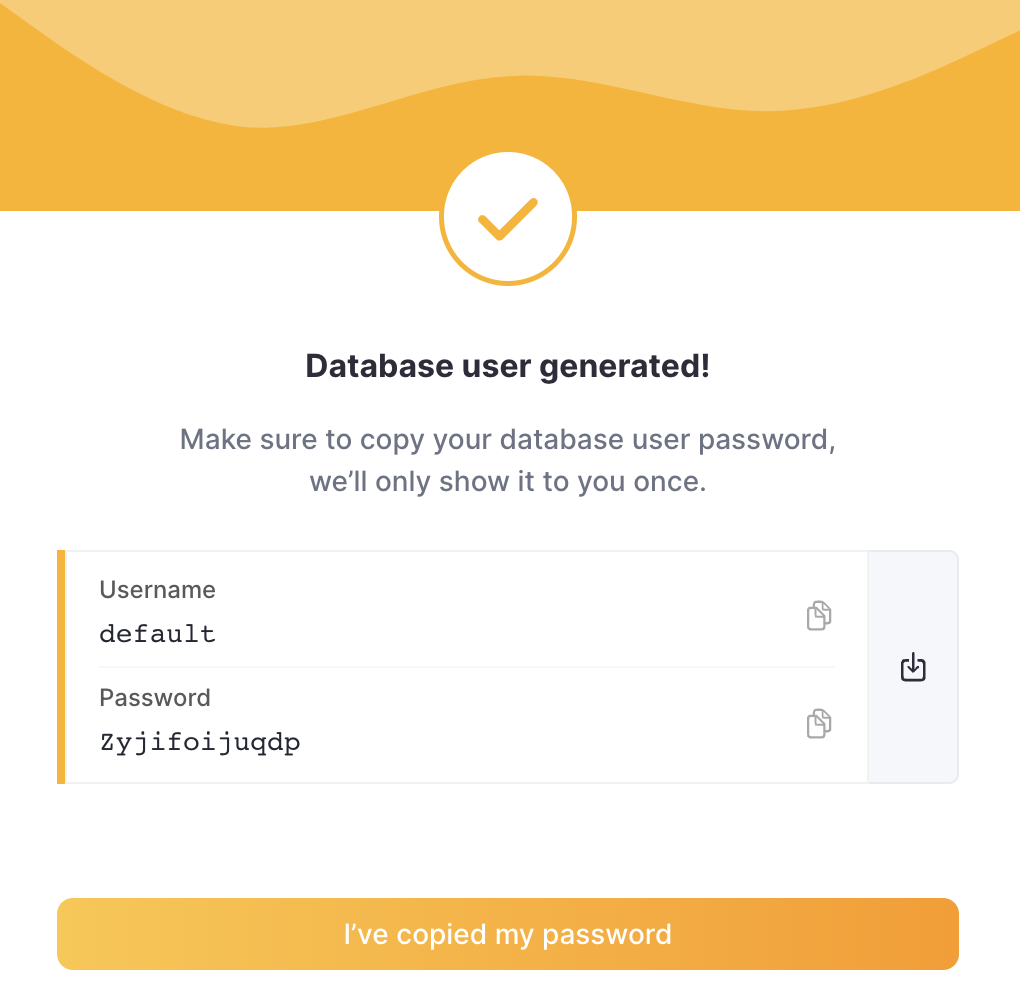 Database user generated!
Make sure to copy your database user password,
we’ll only show it to you once.
Username
default
Password
Zyjifoijuqdp
I’ve copied my password